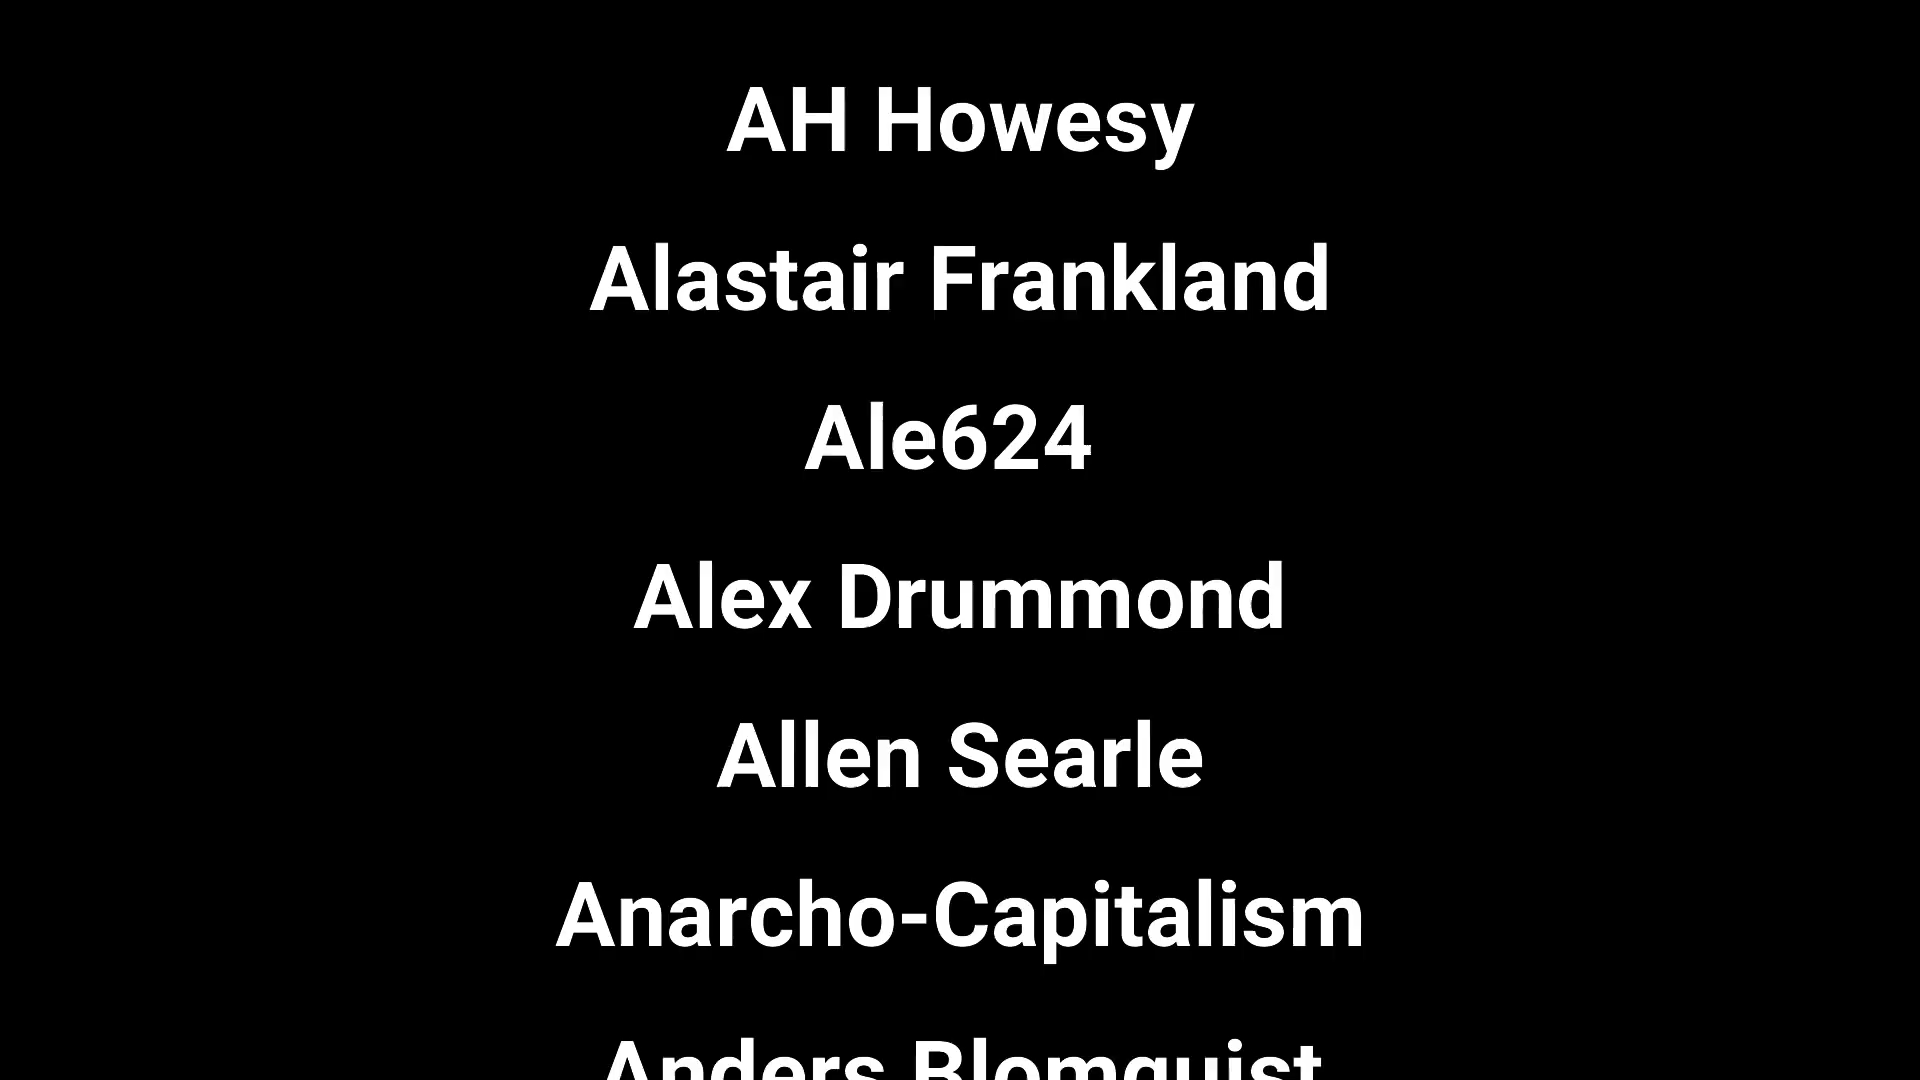 AH Howesy
Alastair Frankland
Ale624
Alex Drummond
Allen Searle
Anarcho-Capitalism
Anders Blomquist